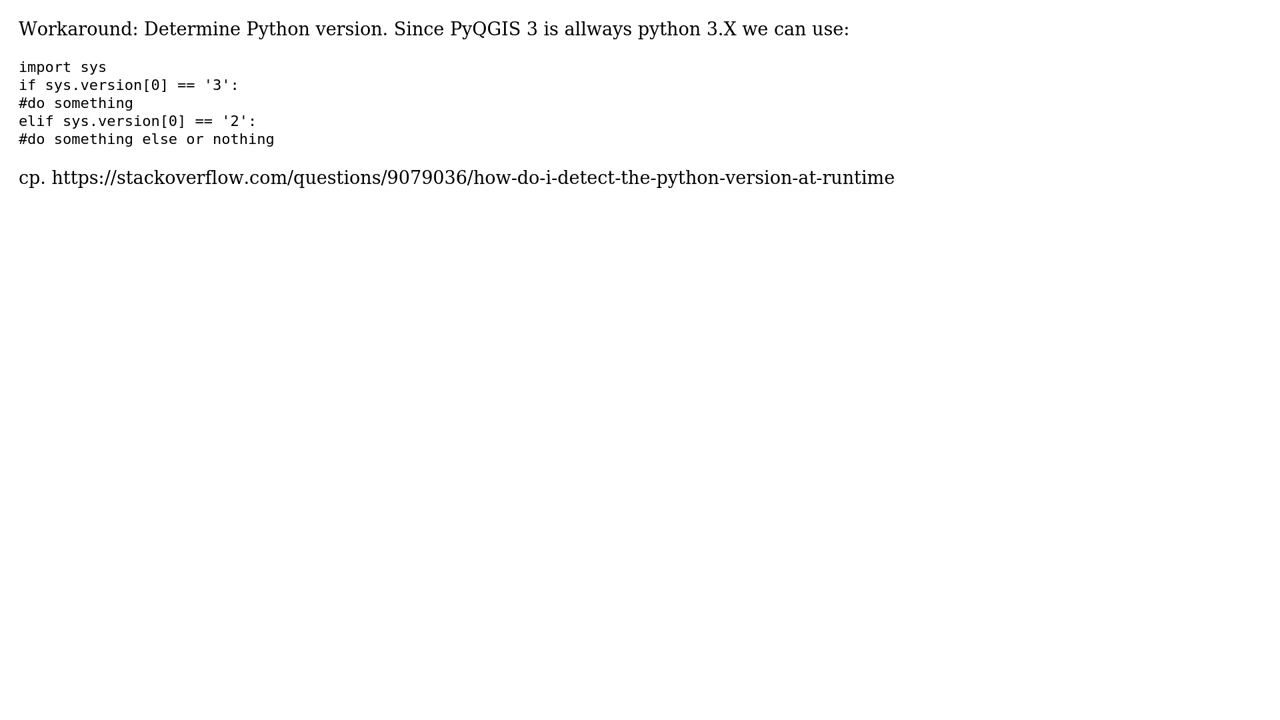 Workaround: Determine Python version. Since PyQGIS 3 is allways python 3.X we can use:
import sys
if sys.version[0] == '3':
#do something
elif sys.version[0] == '2':
#do something else or nothing
cp. https://stackoverflow.com/questions/9079036/how-do-i-detect-the-python-version-at-runtime